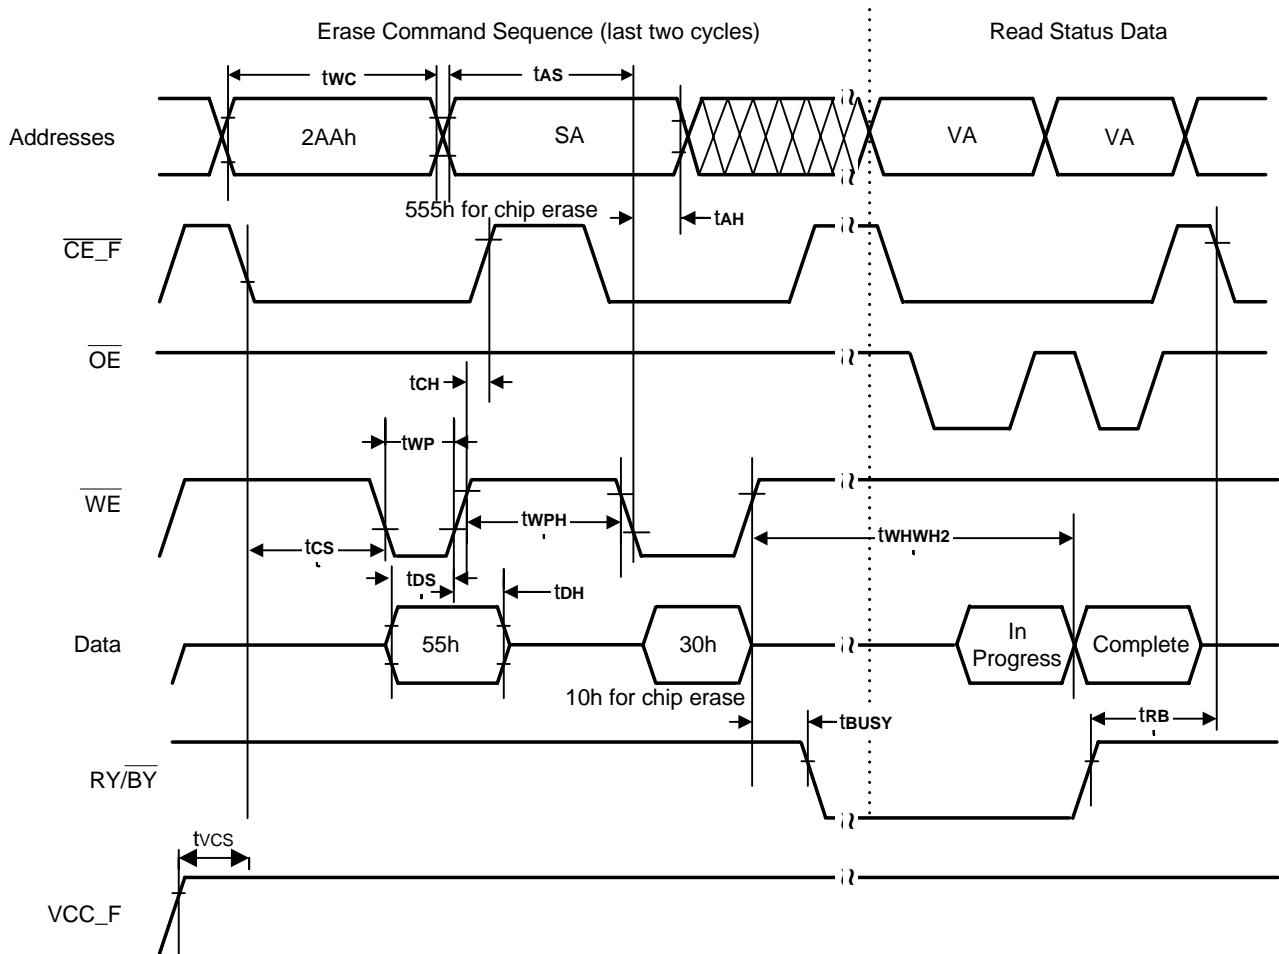 Erase Command Sequence (last two cycles)
Read Status Data
tWC
tAS
Addresses
2AAh
SA
VA
VA
555h for chip erase
tAH
CE_F
OE
tCH
tWP
WE
tWPH
tWHWH2
tCS
tDS
tDH
Data
55h
30h
In
Progress
Complete
10h for chip erase
tBUSY
tRB
RY/BY
tVCS
VCC_F